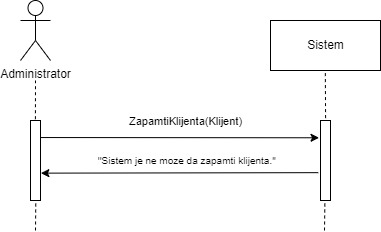 Sistem
Administrator
ZapamtiKlijenta(Klijent)
"Sistem je ne moze da zapamti klijenta."